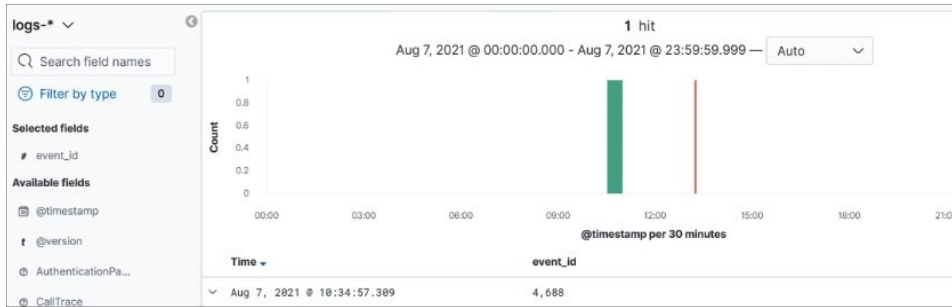 logs-*
Search field names
Filter by type 0
Selected fields
# event_id
Available fields
@timestamp
t @version
AuthenticationPa...
CallTrace
1 hit
Aug 7, 2021 @ 00:00:00.000 - Aug 7, 2021 @ 23:59:59.999 — Auto
Count
1
0.8
0.6
0.4
0.2
0
00:00 03:00 06:00 09:00 12:00 15:00 18:00 21:0
@timestamp per 30 minutes
Time event_id
Aug 7, 2021 @ 10:34:57.309 4,688